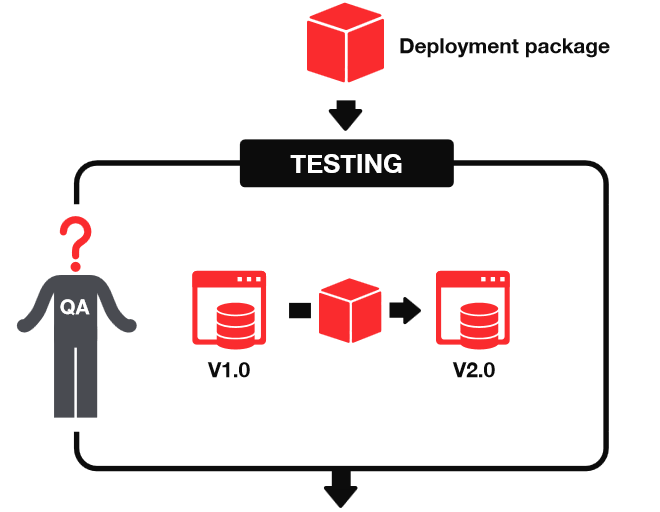 Deployment package
TESTING
?
QA
V1.0
V2.0